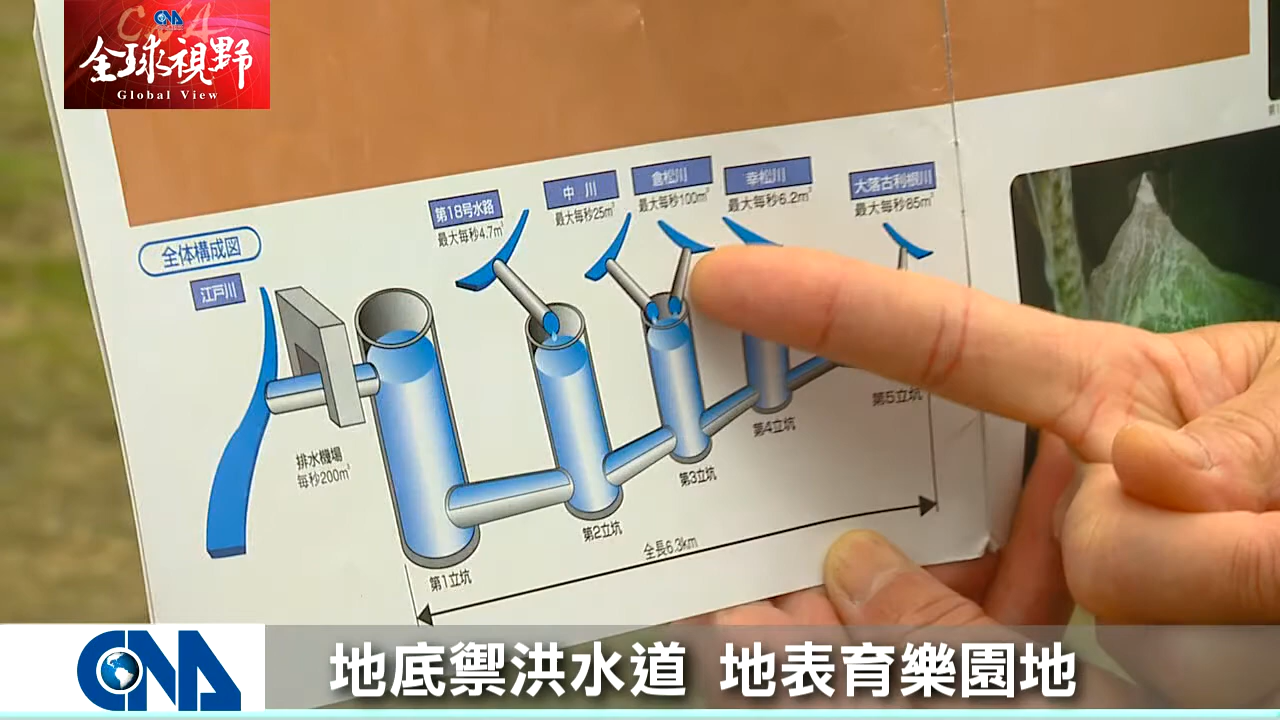 CNA
全球視野
Global View
全体構成図
江戸川
第18号水路
最大毎秒4.7m³
中川
最大毎秒25m³
倉松川
最大毎秒100m³
幸松川
最大毎秒6.2m³
大落古利根川
最大毎秒85m³
排水機場
毎秒200m³
第1立坑
第2立坑
第3立坑
第4立坑
第5立坑
全長6.3km
CNA
地底禦洪水道 地表育樂園地